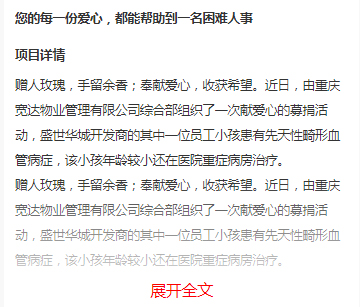 您的每一份爱心，都能帮助到一名困难人事
项目详情
赠人玫瑰，手留余香；奉献爱心，收获希望。近日，由重庆
宽达物业管理有限公司综合部组织了一次献爱心的募捐活
动，盛世华城开发商的其中一位员工小孩患有先天性畸形血
管病症，该小孩年龄较小还在医院重症病房治疗。
赠人玫瑰，手留余香；奉献爱心，收获希望。近日，由重庆
宽达物业管理有限公司综合部组织了一次献爱心的募捐活
动，盛世华城开发商的其中一位员工小孩患有先天性畸形血
管病症，该小孩年龄较小还在医院重症病房治疗。
展开全文